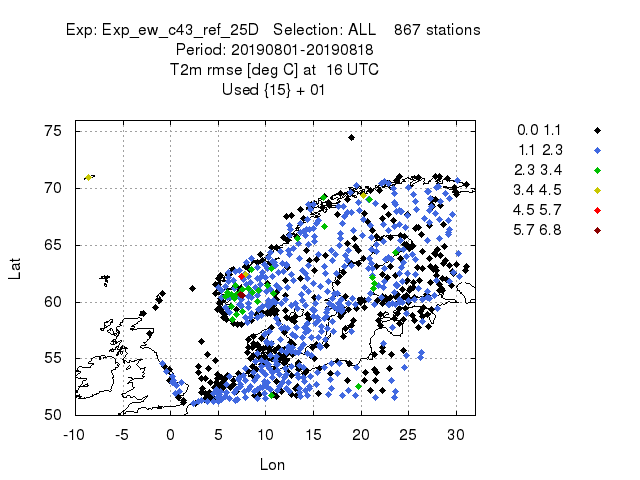 Exp: Exp_ew_c43_ref_25D Selection: ALL 867 stations
Period: 20190801-20190818
T2m rmse [deg C] at 16 UTC
Used {15} + 01
0.0 1.1
1.1 2.3
2.3 3.4
3.4 4.5
4.5 5.7
5.7 6.8
75
70
65
60
55
50
Lat
-10 -5 0 5 10 15 20 25 30
Lon